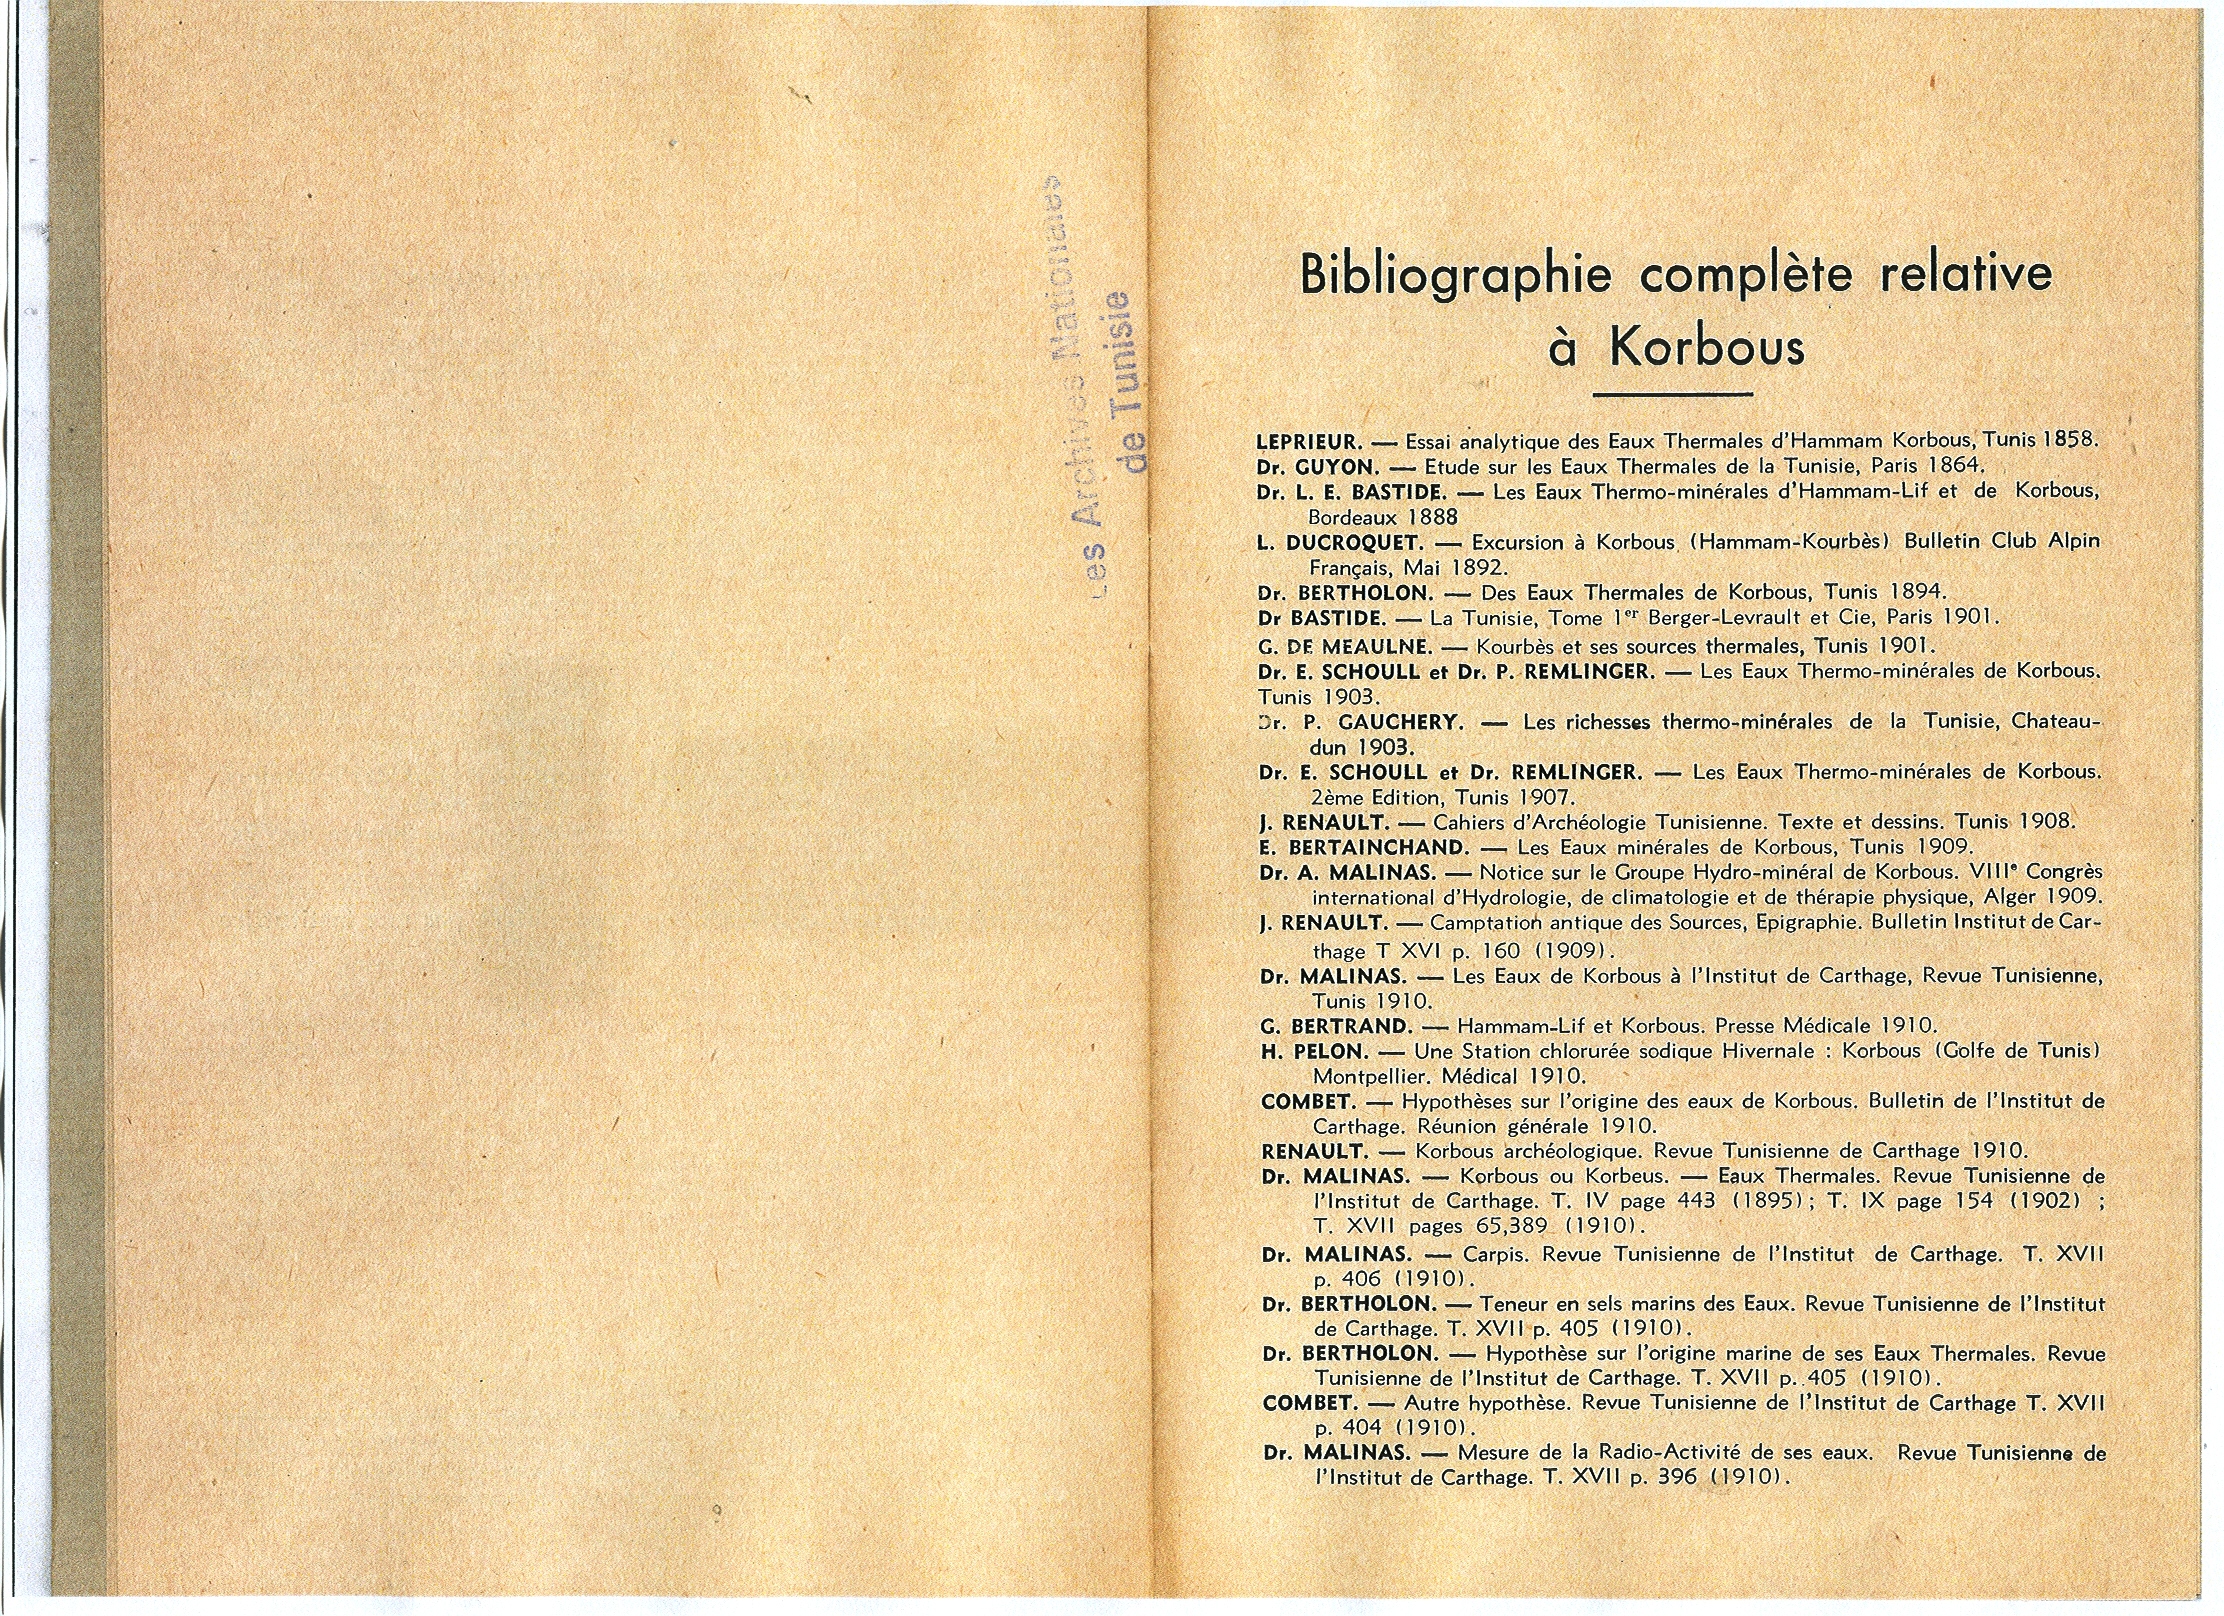 Les Archives Nationales
de Tunisie
Bibliographie complète relative
à Korbous
LEPRIEUR. — Essai analytique des Eaux Thermales d'Hammam Korbous, Tunis 1858.
Dr. GUYON. — Etude sur les Eaux Thermales de la Tunisie, Paris 1864.
Dr. L. E. BASTIDE. — Les Eaux Thermo-minérales d'Hammam-Lif et de Korbous,
Bordeaux 1888
L. DUCROQUET. — Excursion à Korbous (Hammam-Kourbès) Bulletin Club Alpin
Français, Mai 1892.
Dr. BERTHOLON. — Des Eaux Thermales de Korbous, Tunis 1894.
Dr BASTIDE. — La Tunisie, Tome 1er Berger-Levrault et Cie, Paris 1901.
G. DE MEAULNE. — Kourbès et ses sources thermales, Tunis 1901.
Dr. E. SCHOULL et Dr. P. REMLINGER. — Les Eaux Thermo-minérales de Korbous.
Tunis 1903.
Dr. P. GAUCHERY. — Les richesses thermo-minérales de la Tunisie, Chateau-
dun 1903.
Dr. E. SCHOULL et Dr. REMLINGER. — Les Eaux Thermo-minérales de Korbous.
2ème Edition, Tunis 1907.
J. RENAULT. — Cahiers d'Archéologie Tunisienne. Texte et dessins. Tunis 1908.
E. BERTAINCHAND. — Les Eaux minérales de Korbous, Tunis 1909.
Dr. A. MALINAS. — Notice sur le Groupe Hydro-minéral de Korbous. VIIIe Congrès
international d'Hydrologie, de climatologie et de thérapie physique, Alger 1909.
J. RENAULT. — Camptation antique des Sources, Epigraphie. Bulletin Institut de Car-
thage T XVI p. 160 (1909).
Dr. MALINAS. — Les Eaux de Korbous à l'Institut de Carthage, Revue Tunisienne,
Tunis 1910.
G. BERTRAND. — Hammam-Lif et Korbous. Presse Médicale 1910.
H. PELON. — Une Station chlorurée sodique Hivernale : Korbous (Golfe de Tunis)
Montpellier. Médical 1910.
COMBET. — Hypothèses sur l'origine des eaux de Korbous. Bulletin de l'Institut de
Carthage. Réunion générale 1910.
RENAULT. — Korbous archéologique. Revue Tunisienne de Carthage 1910.
Dr. MALINAS. — Korbous ou Korbeus. — Eaux Thermales. Revue Tunisienne de
l'Institut de Carthage. T. IV page 443 (1895) ; T. IX page 154 (1902) ;
T. XVII pages 65,389 (1910).
Dr. MALINAS. — Carpis. Revue Tunisienne de l'Institut de Carthage. T. XVII
p. 406 (1910).
Dr. BERTHOLON. — Teneur en sels marins des Eaux. Revue Tunisienne de l'Institut
de Carthage. T. XVII p. 405 (1910).
Dr. BERTHOLON. — Hypothèse sur l'origine marine de ses Eaux Thermales. Revue
Tunisienne de l'Institut de Carthage. T. XVII p. 405 (1910).
COMBET. — Autre hypothèse. Revue Tunisienne de l'Institut de Carthage T. XVII
p. 404 (1910).
Dr. MALINAS. — Mesure de la Radio-Activité de ses eaux. Revue Tunisienne de
l'Institut de Carthage. T. XVII p. 396 (1910).